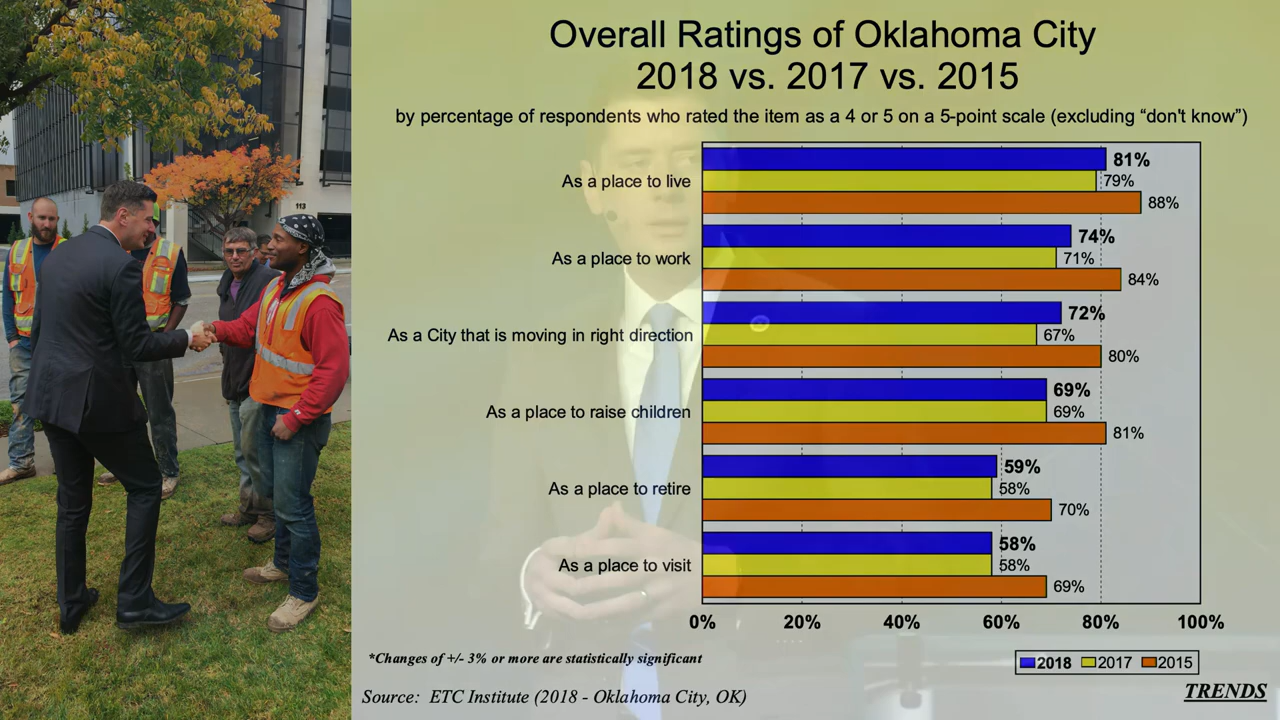 113
Overall Ratings of Oklahoma City
2018 vs. 2017 vs. 2015
by percentage of respondents who rated the item as a 4 or 5 on a 5-point scale (excluding “don't know”)
As a place to live
81%
79%
88%
As a place to work
74%
71%
84%
As a City that is moving in right direction
72%
67%
80%
As a place to raise children
69%
69%
81%
As a place to retire
59%
58%
70%
As a place to visit
58%
58%
69%
0% 20% 40% 60% 80% 100%
*Changes of +/- 3% or more are statistically significant
2018 2017 2015
Source: ETC Institute (2018 - Oklahoma City, OK)
TRENDS